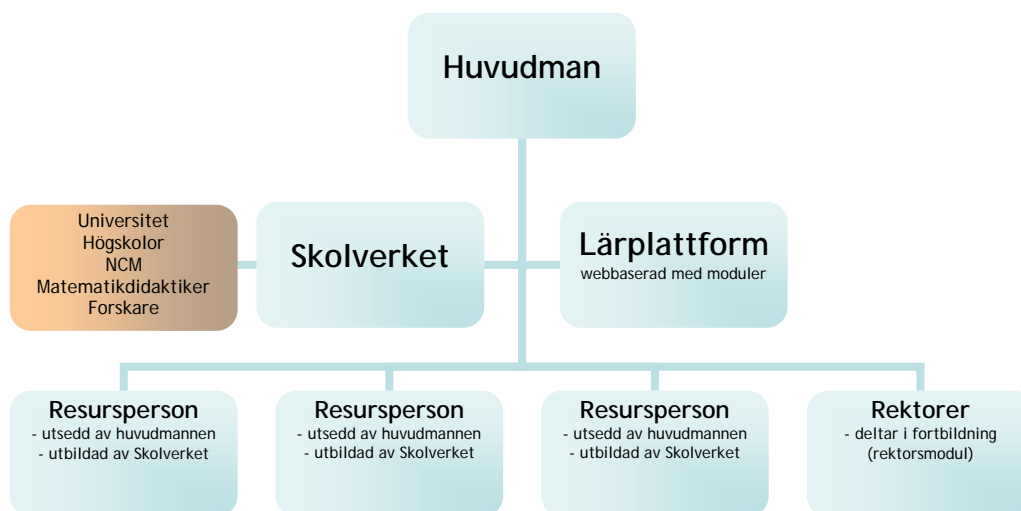 Huvudman
Universitet
Högskolor
NCM
Matematikdidaktiker
Forskare
Skolverket
Lärplattform
webbaserad med moduler
Resursperson
- utsedd av huvudmannen
- utbildad av Skolverket
Resursperson
- utsedd av huvudmannen
- utbildad av Skolverket
Resursperson
- utsedd av huvudmannen
- utbildad av Skolverket
Rektorer
- deltar i fortbildning
(rektorsmodul)